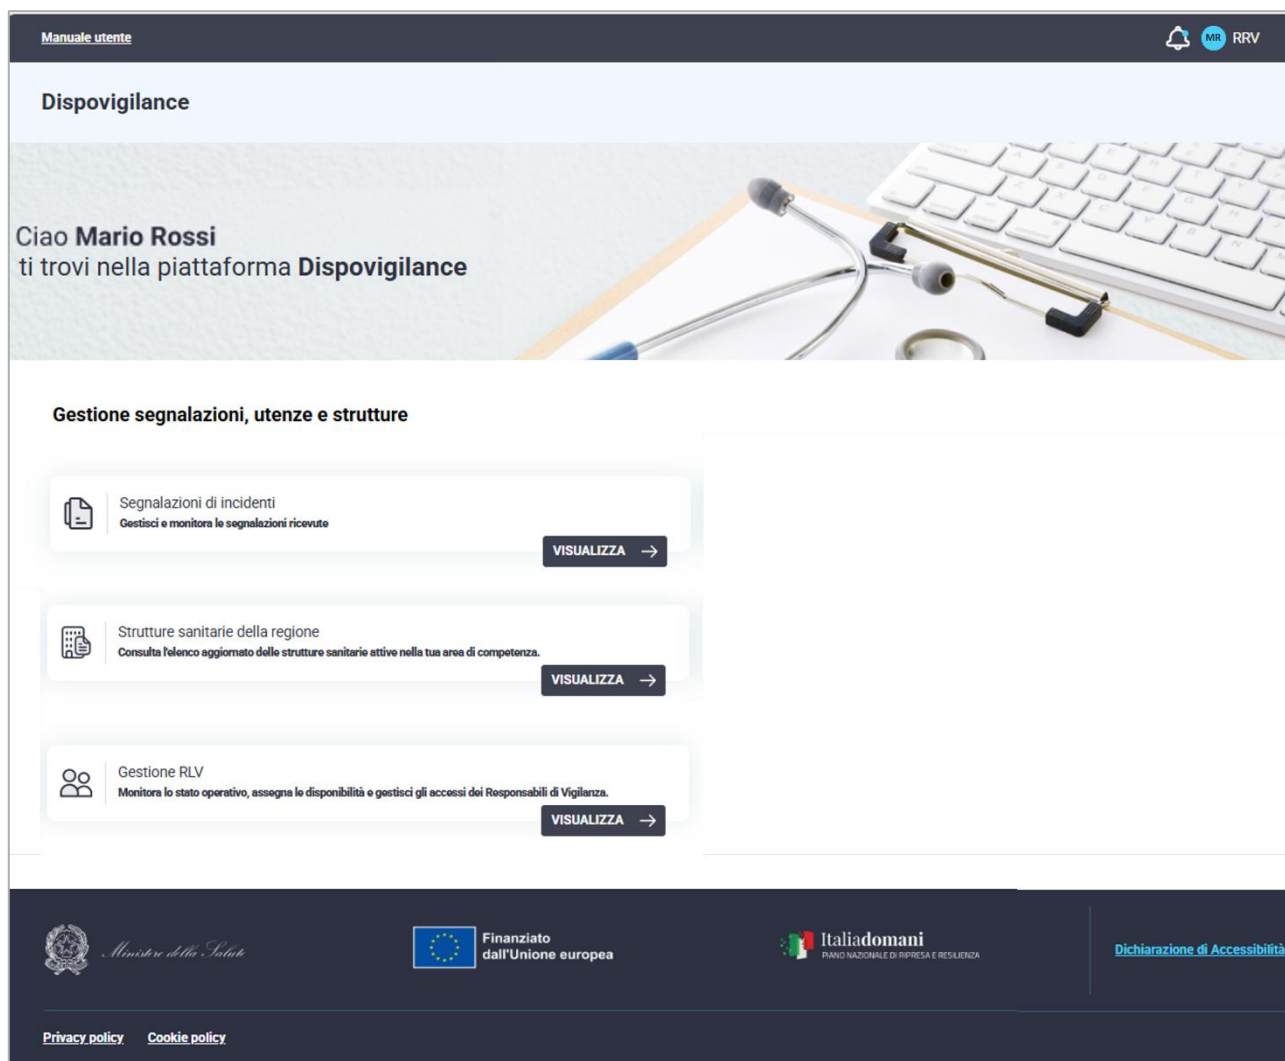 Manuale utente
MR RRV
Dispovigilance
Ciao Mario Rossi
ti trovi nella piattaforma Dispovigilance
Gestione segnalazioni, utenze e strutture
Segnalazioni di incidenti
Gestisci e monitora le segnalazioni ricevute
VISUALIZZA
Strutture sanitarie della regione
Consulta l'elenco aggiornato delle strutture sanitarie attive nella tua area di competenza.
VISUALIZZA
Gestione RLV
Monitora lo stato operativo, assegna le disponibilità e gestisci gli accessi dei Responsabili di Vigilanza.
VISUALIZZA
Ministero della Salute
Finanziato
dall'Unione europea
Italiadomani
PIANO NAZIONALE DI RIPRESA E RESILIENZA
Dichiarazione di Accessibilità
Privacy policy Cookie policy